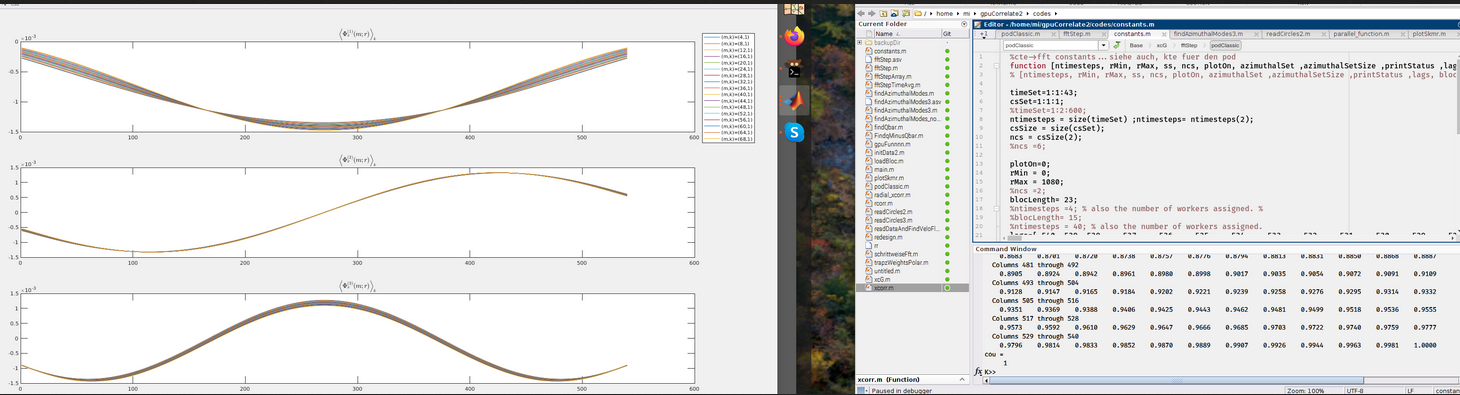 ×10⁻³
⟨Φ⁽¹⁾(m;r)⟩
0
-0.5
-1
-1.5
0 100 200 300 400 500 600
(m,k)=(4,1)
(m,k)=(8,1)
(m,k)=(12,1)
(m,k)=(16,1)
(m,k)=(20,1)
(m,k)=(24,1)
(m,k)=(28,1)
(m,k)=(32,1)
(m,k)=(36,1)
(m,k)=(40,1)
(m,k)=(44,1)
(m,k)=(48,1)
(m,k)=(52,1)
(m,k)=(56,1)
(m,k)=(60,1)
(m,k)=(64,1)
(m,k)=(68,1)
×10⁻³
1.5
1
0.5
0
-0.5
-1
-1.5
0 100 200 300 400 500 600
×10⁻³
1.5
1
0.5
0
-0.5
-1
-1.5
0 100 200 300 400 500 600
/ ▸ home ▸ mi ▸ gpuCorrelate2 ▸ codes ▸
Current Folder
Name Git
backupDir
constants.m
fftStep.asv
fftStep.m
fftStepArray.m
fftStepTimeAvg.m
findAzimuthalModes.m
findAzimuthalModes3.asv
findAzimuthalModes3.m
findAzimuthalModes_no...
findQbar.m
FindqMinusQbar.m
gpuFunnnn.m
initData2.m
loadBloc.m
main.m
plotSkmr.m
podClassic.m
radial_xcorr.m
rcorr.m
readCircles2.m
readCircles3.m
readDataAndFindVeloFl...
redesign.m
rr
schrittweiseFft.m
trapzWeightsPolar.m
untitled.m
xcG.m
xcorr.m
xcorr.m (Function)
Paused in debugger
Editor - /home/mi/gpuCorrelate2/codes/constants.m
+1 podClassic.m fftStep.m constants.m findAzimuthalModes3.m readCircles2.m parallel_function.m plotSkmr.m
podClassic Base xcG fftStep podClassic
1 %cte->fft constants...siehe auch, kte fuer den pod
2 function [ntimesteps, rMin, rMax, ss, ncs, plotOn, azimuthalSet ,azimuthalSetSize ,printStatus ,lag
3 % [ntimesteps, rMin, rMax, ss, ncs, plotOn, azimuthalSet ,azimuthalSetSize ,printStatus ,lags, bloc
4
5 timeSet=1:1:43;
6 csSet=1:1:1;
7 %timeSet=1:2:600;
8 ntimesteps = size(timeSet) ;ntimesteps= ntimesteps(2);
9 csSize = size(csSet);
10 ncs = csSize(2);
11 %ncs =6;
12
13 plotOn=0;
14 rMin = 0;
15 rMax = 1080;
16 %ncs =2;
17 blocLength= 23;
18 %ntimesteps =4; % also the number of workers assigned. %
19 %blocLength= 15;
20 %ntimesteps = 40; % also the number of workers assigned.
21
Command Window
0.8683 0.8701 0.8720 0.8738 0.8757 0.8776 0.8794 0.8813 0.8831 0.8850 0.8868 0.8887
Columns 481 through 492
0.8905 0.8924 0.8942 0.8961 0.8980 0.8998 0.9017 0.9035 0.9054 0.9072 0.9091 0.9109
Columns 493 through 504
0.9128 0.9147 0.9165 0.9184 0.9202 0.9221 0.9239 0.9258 0.9276 0.9295 0.9314 0.9332
Columns 505 through 516
0.9351 0.9369 0.9388 0.9406 0.9425 0.9443 0.9462 0.9481 0.9499 0.9518 0.9536 0.9555
Columns 517 through 528
0.9573 0.9592 0.9610 0.9629 0.9647 0.9666 0.9685 0.9703 0.9722 0.9740 0.9759 0.9777
Columns 529 through 540
0.9796 0.9814 0.9833 0.9852 0.9870 0.9889 0.9907 0.9926 0.9944 0.9963 0.9981 1.0000
cou =
1
fx K>>
Zoom: 100% UTF-8 LF constan